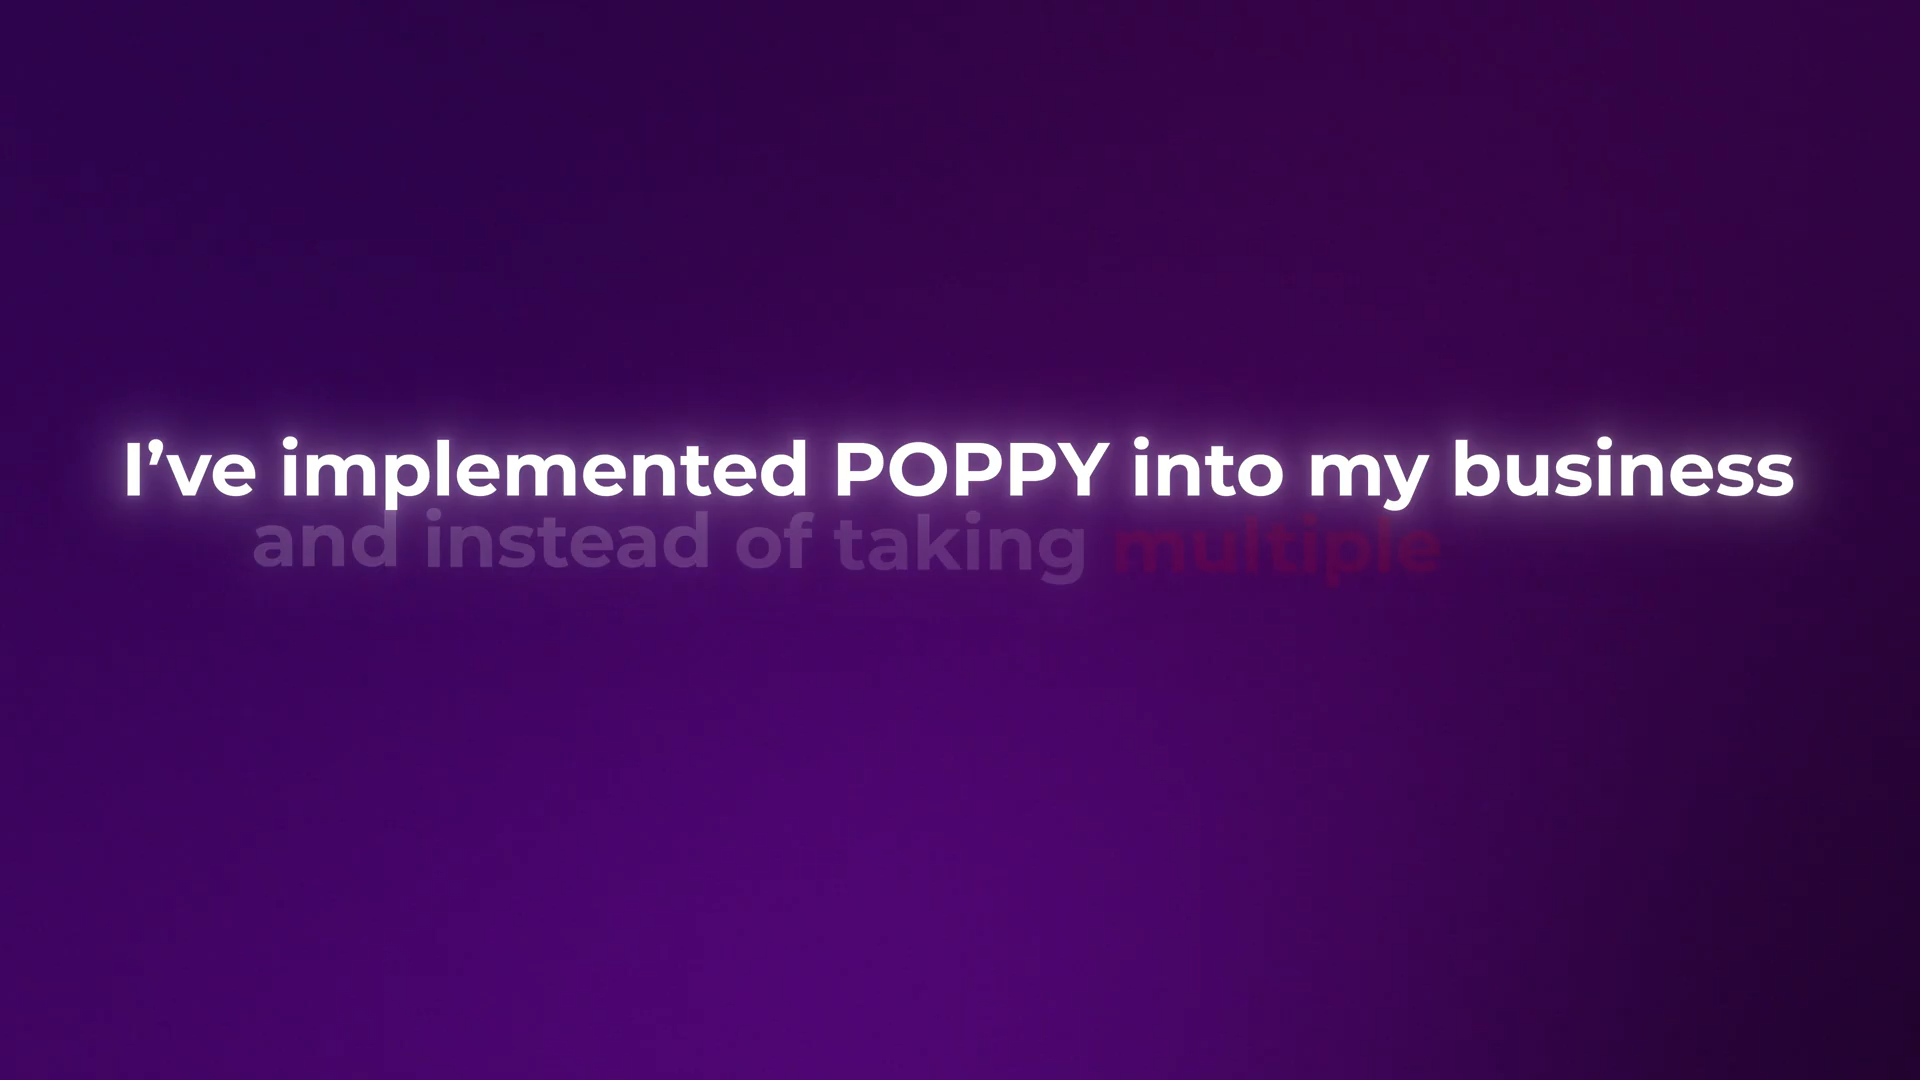 I’ve implemented POPPY into my business
and instead of taking multiple